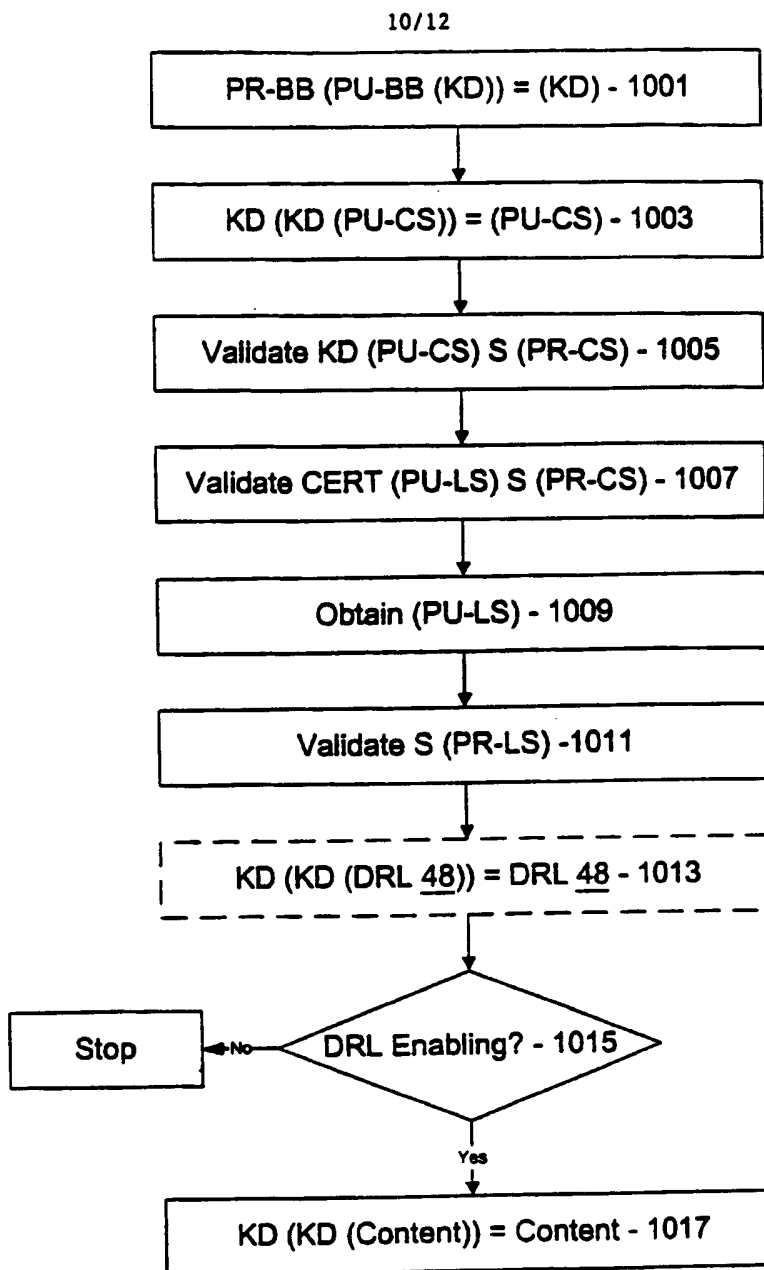 10/12
PR-BB (PU-BB (KD)) = (KD) - 1001
KD (KD (PU-CS)) = (PU-CS) - 1003
Validate KD (PU-CS) S (PR-CS) - 1005
Validate CERT (PU-LS) S (PR-CS) - 1007
Obtain (PU-LS) - 1009
Validate S (PR-LS) -1011
KD (KD (DRL 48)) = DRL 48 - 1013
DRL Enabling? - 1015
No
Stop
Yes
KD (KD (Content)) = Content - 1017